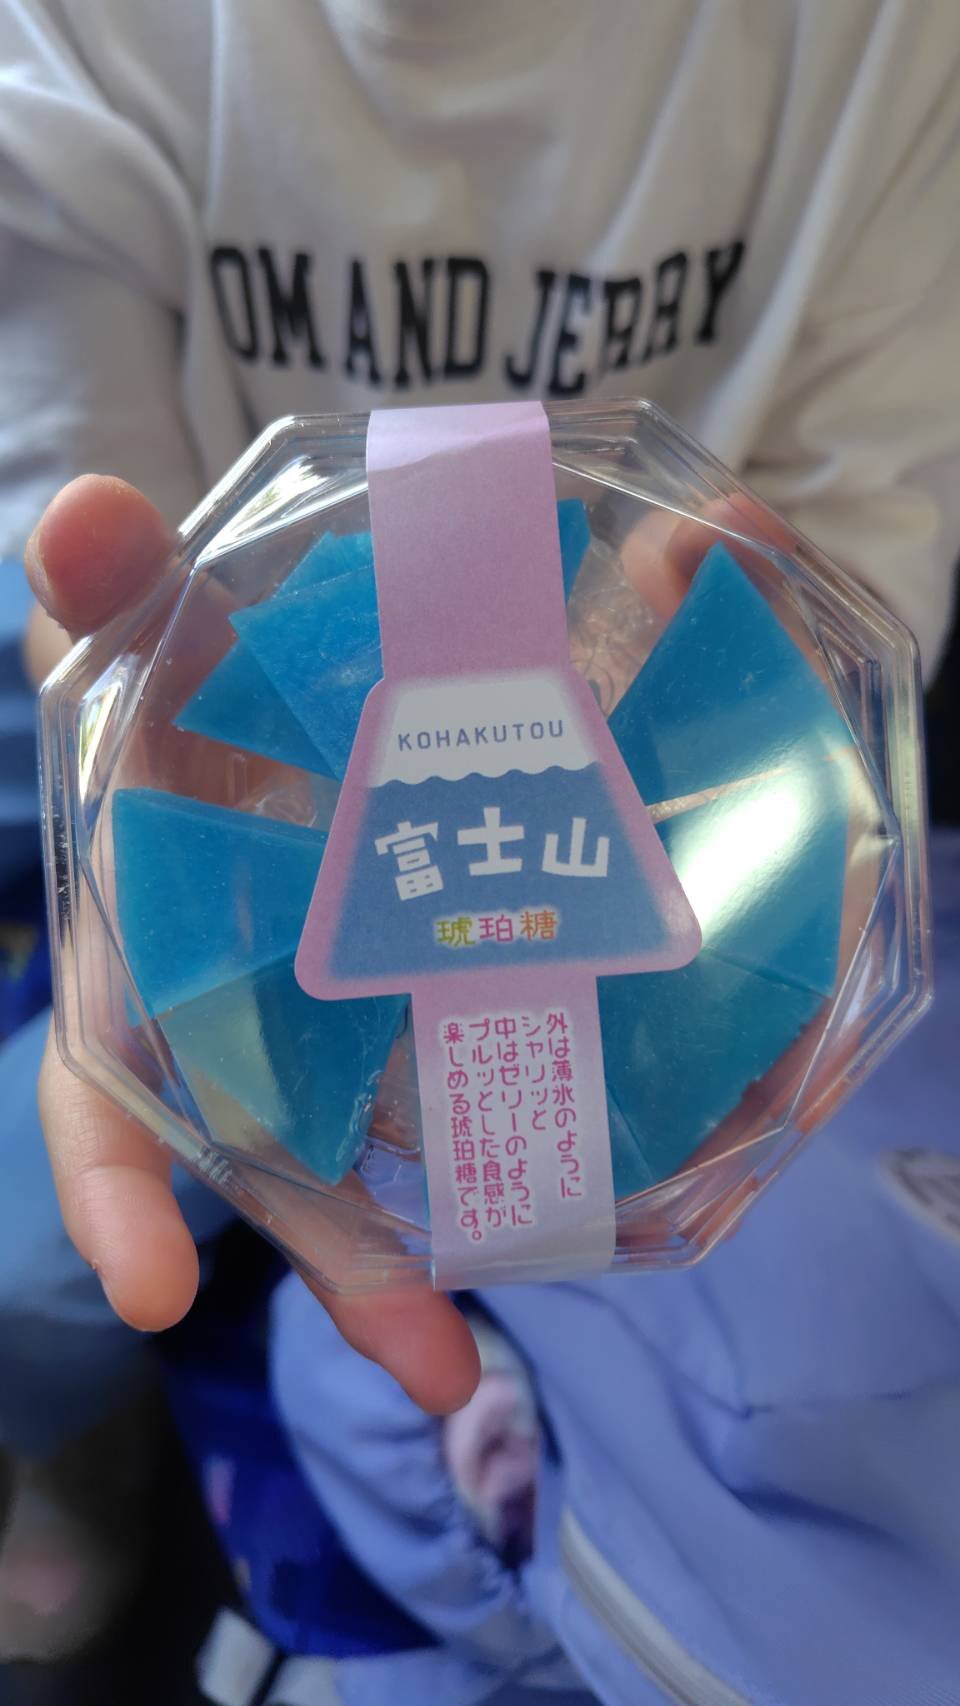 OM AND JERRY
KOHAKUTOU
富士山
琥珀糖
外は薄氷のように
シャリッと
中はゼリーのように
プルッとした食感が
楽しめる琥珀糖です。